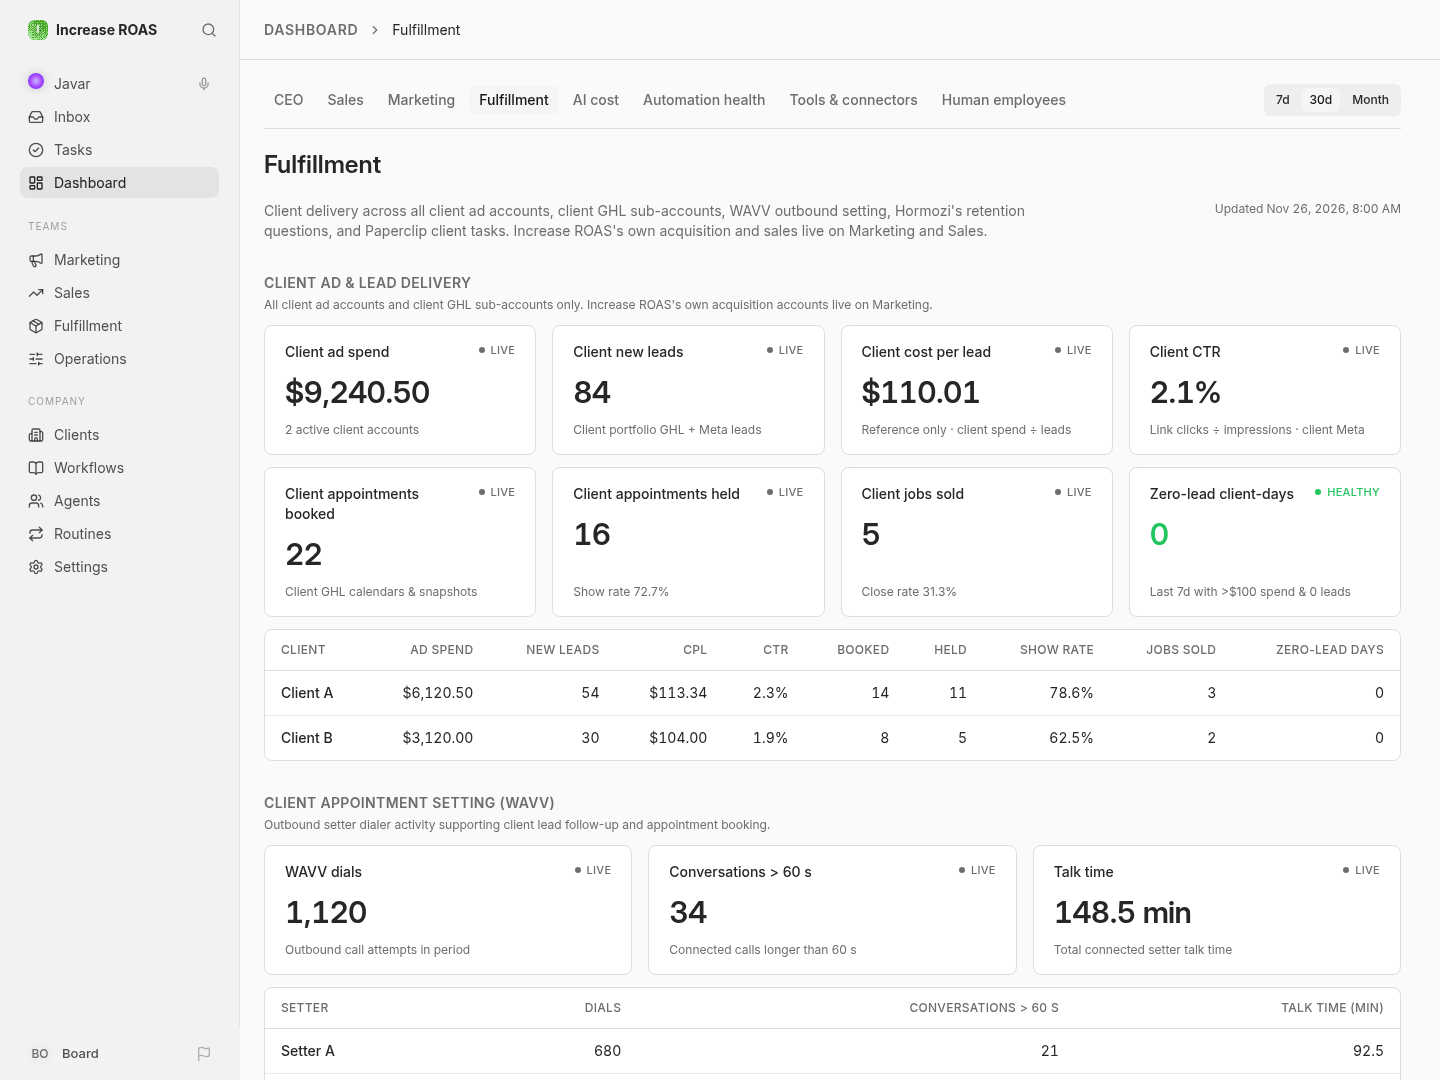 Increase ROAS
Javar
Inbox
Tasks
Dashboard
TEAMS
Marketing
Sales
Fulfillment
Operations
COMPANY
Clients
Workflows
Agents
Routines
Settings
BO Board
DASHBOARD > Fulfillment
CEO Sales Marketing Fulfillment AI cost Automation health Tools & connectors Human employees 7d 30d Month
Fulfillment
Client delivery across all client ad accounts, client GHL sub-accounts, WAVV outbound setting, Hormozi's retention
questions, and Paperclip client tasks. Increase ROAS's own acquisition and sales live on Marketing and Sales.
Updated Nov 26, 2026, 8:00 AM
CLIENT AD & LEAD DELIVERY
All client ad accounts and client GHL sub-accounts only. Increase ROAS's own acquisition accounts live on Marketing.
Client ad spend LIVE
$9,240.50
2 active client accounts
Client new leads LIVE
84
Client portfolio GHL + Meta leads
Client cost per lead LIVE
$110.01
Reference only · client spend ÷ leads
Client CTR LIVE
2.1%
Link clicks ÷ impressions · client Meta
Client appointments LIVE
booked
22
Client GHL calendars & snapshots
Client appointments held LIVE
16
Show rate 72.7%
Client jobs sold LIVE
5
Close rate 31.3%
Zero-lead client-days HEALTHY
0
Last 7d with >$100 spend & 0 leads
CLIENT AD SPEND NEW LEADS CPL CTR BOOKED HELD SHOW RATE JOBS SOLD ZERO-LEAD DAYS
Client A $6,120.50 54 $113.34 2.3% 14 11 78.6% 3 0
Client B $3,120.00 30 $104.00 1.9% 8 5 62.5% 2 0
CLIENT APPOINTMENT SETTING (WAVV)
Outbound setter dialer activity supporting client lead follow-up and appointment booking.
WAVV dials LIVE
1,120
Outbound call attempts in period
Conversations > 60 s LIVE
34
Connected calls longer than 60 s
Talk time LIVE
148.5 min
Total connected setter talk time
SETTER DIALS CONVERSATIONS > 60 S TALK TIME (MIN)
Setter A 680 21 92.5